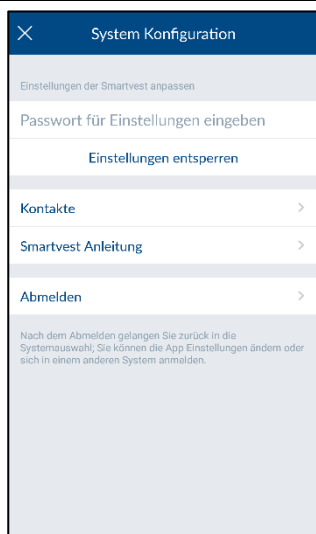 System Konfiguration
Einstellungen der Smartvest anpassen
Passwort für Einstellungen eingeben
Einstellungen entsperren
Kontakte
Smartvest Anleitung
Abmelden
Nach dem Abmelden gelangen Sie zurück in die
Systemauswahl; Sie können die App Einstellungen ändern oder
sich in einem anderen System anmelden.